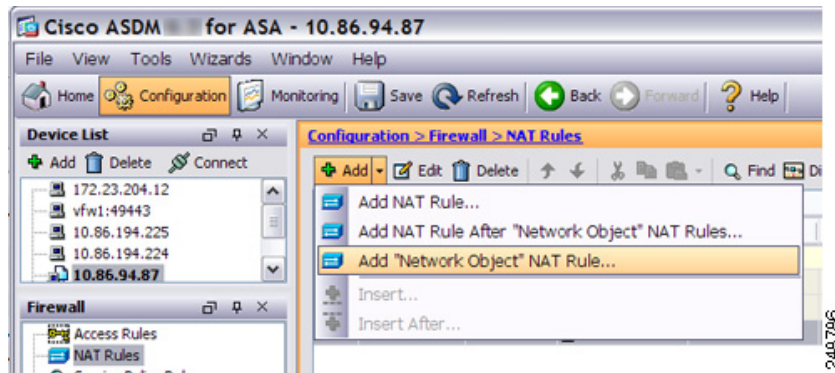 Cisco ASDM for ASA - 10.86.94.87
File View Tools Wizards Window Help
Home Configuration Monitoring Save Refresh Back Forward Help
Device List
Add Delete Connect
172.23.204.12
vfw1:49443
10.86.194.225
10.86.194.224
10.86.94.87
Firewall
Access Rules
NAT Rules
Configuration > Firewall > NAT Rules
Add Edit Delete Find Di
Add NAT Rule...
Add NAT Rule After "Network Object" NAT Rules...
Add "Network Object" NAT Rule...
Insert...
Insert After...
248796